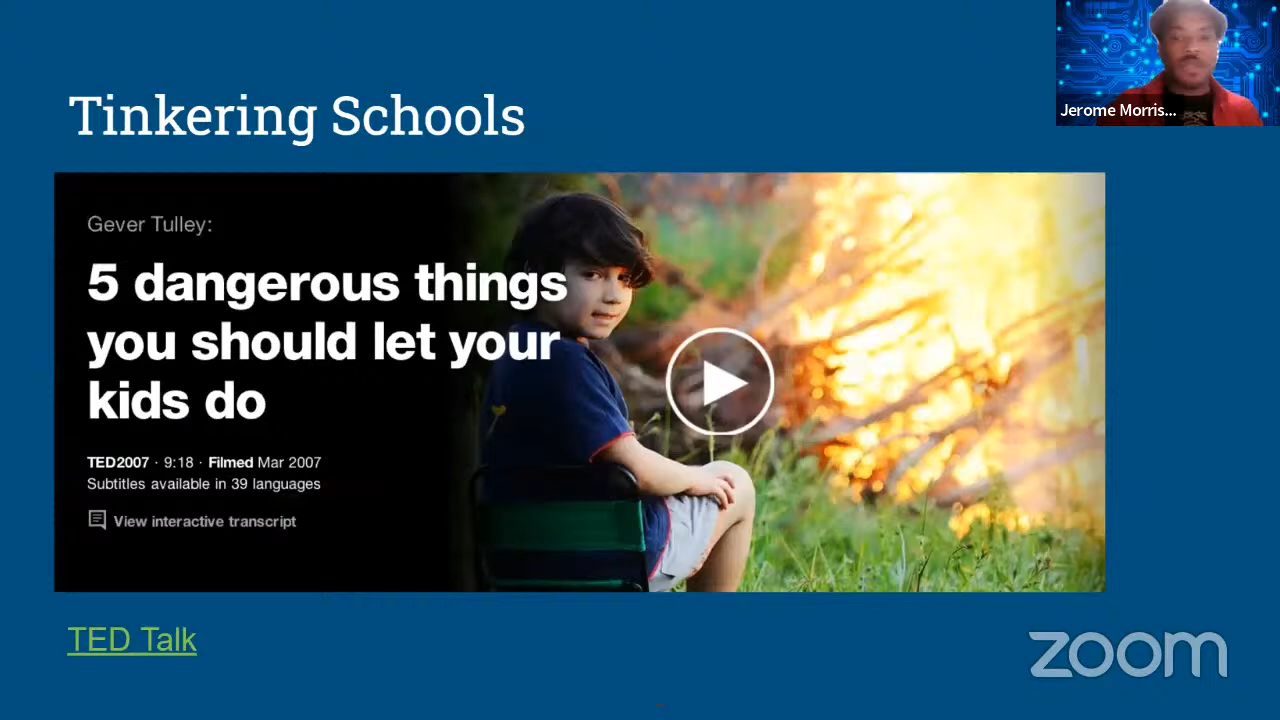 Tinkering Schools
Jerome Morris...
Gever Tulley:
5 dangerous things
you should let your
kids do
TED2007 · 9:18 · Filmed Mar 2007
Subtitles available in 39 languages
View interactive transcript
TED Talk
zoom